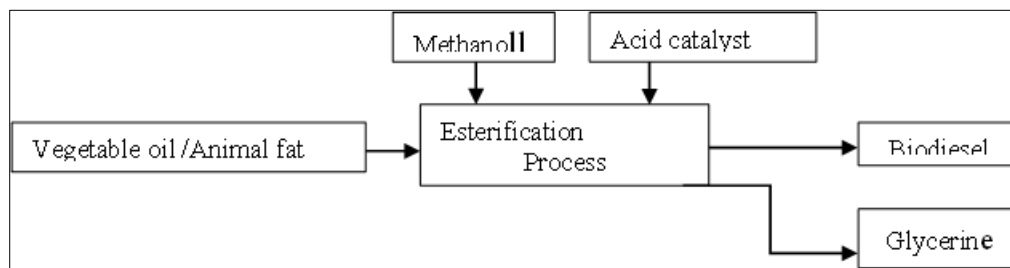 Methanoll
Acid catalyst
Esterification
Process
Vegetable oil /Animal fat
Biodiesel
Glycerine